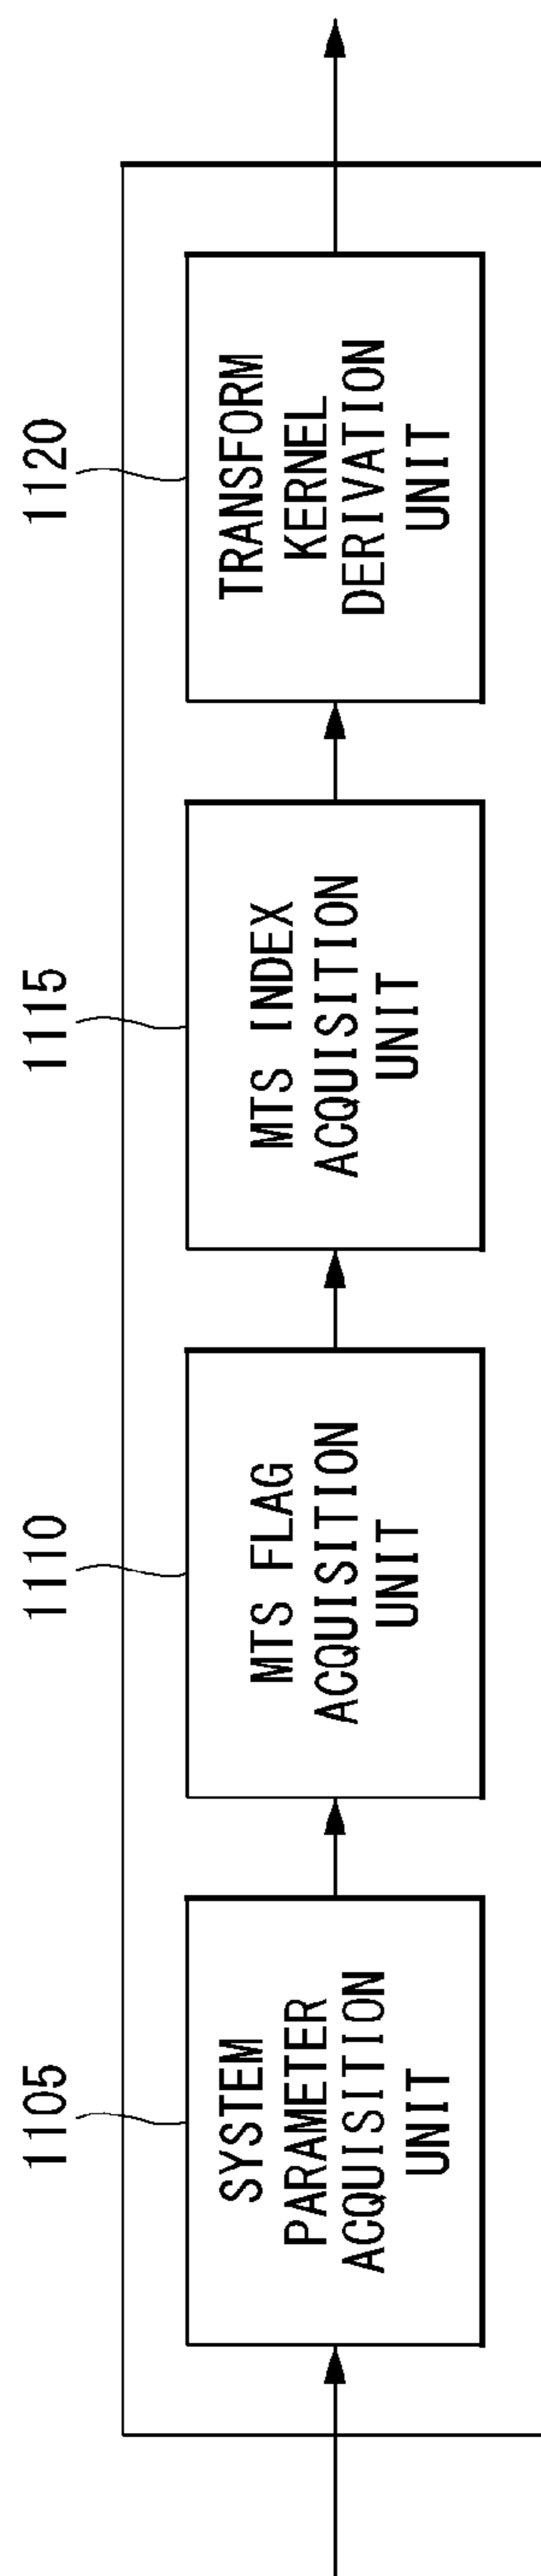 1105
SYSTEM
PARAMETER
ACQUISITION
UNIT
1110
MTS FLAG
ACQUISITION
UNIT
1115
MTS INDEX
ACQUISITION
UNIT
1120
TRANSFORM
KERNEL
DERIVATION
UNIT